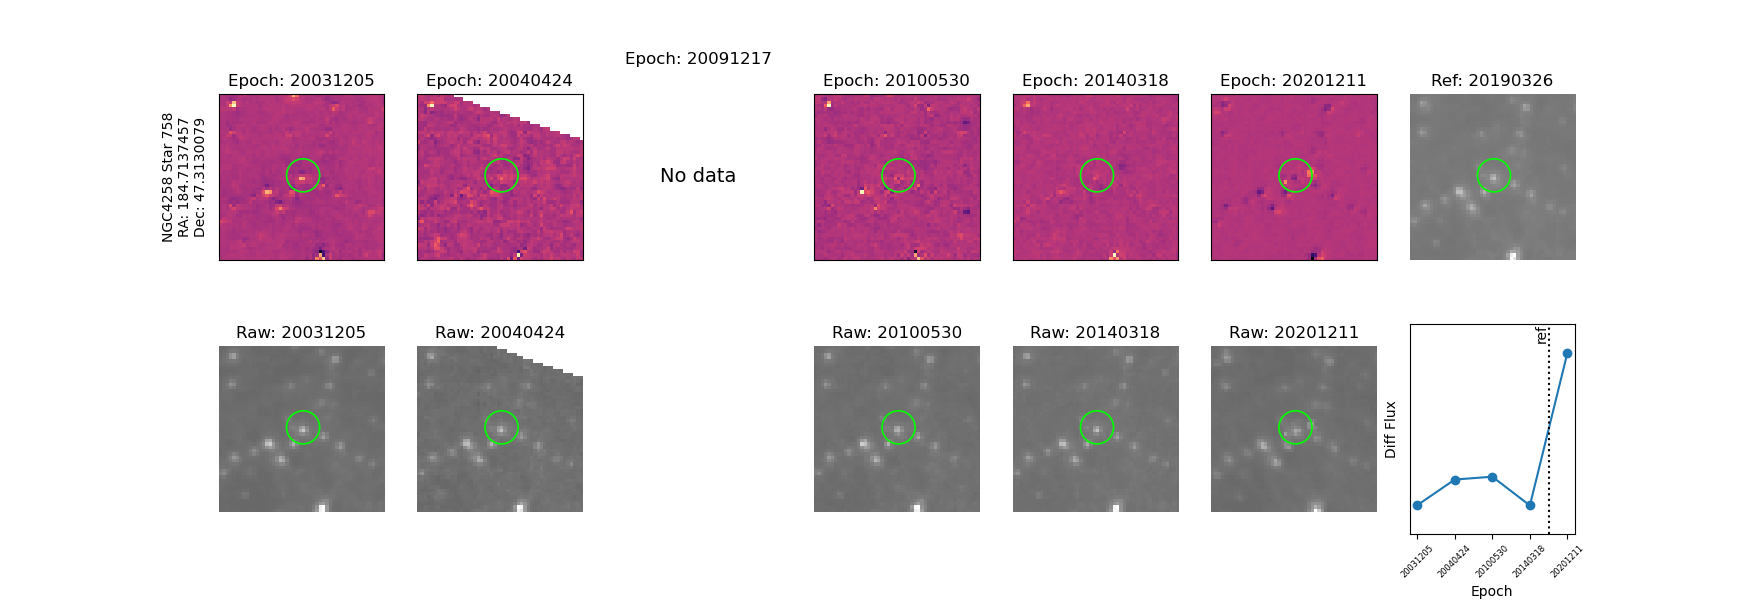 Epoch: 20091217
Epoch: 20031205
Epoch: 20040424
Epoch: 20100530
Epoch: 20140318
Epoch: 20201211
Ref: 20190326
NGC4258 Star 758
RA: 184.7137457
Dec: 47.3130079
No data
Raw: 20031205
Raw: 20040424
Raw: 20100530
Raw: 20140318
Raw: 20201211
ref
Diff Flux
20031205
20040424
20100530
20140318
20201211
Epoch